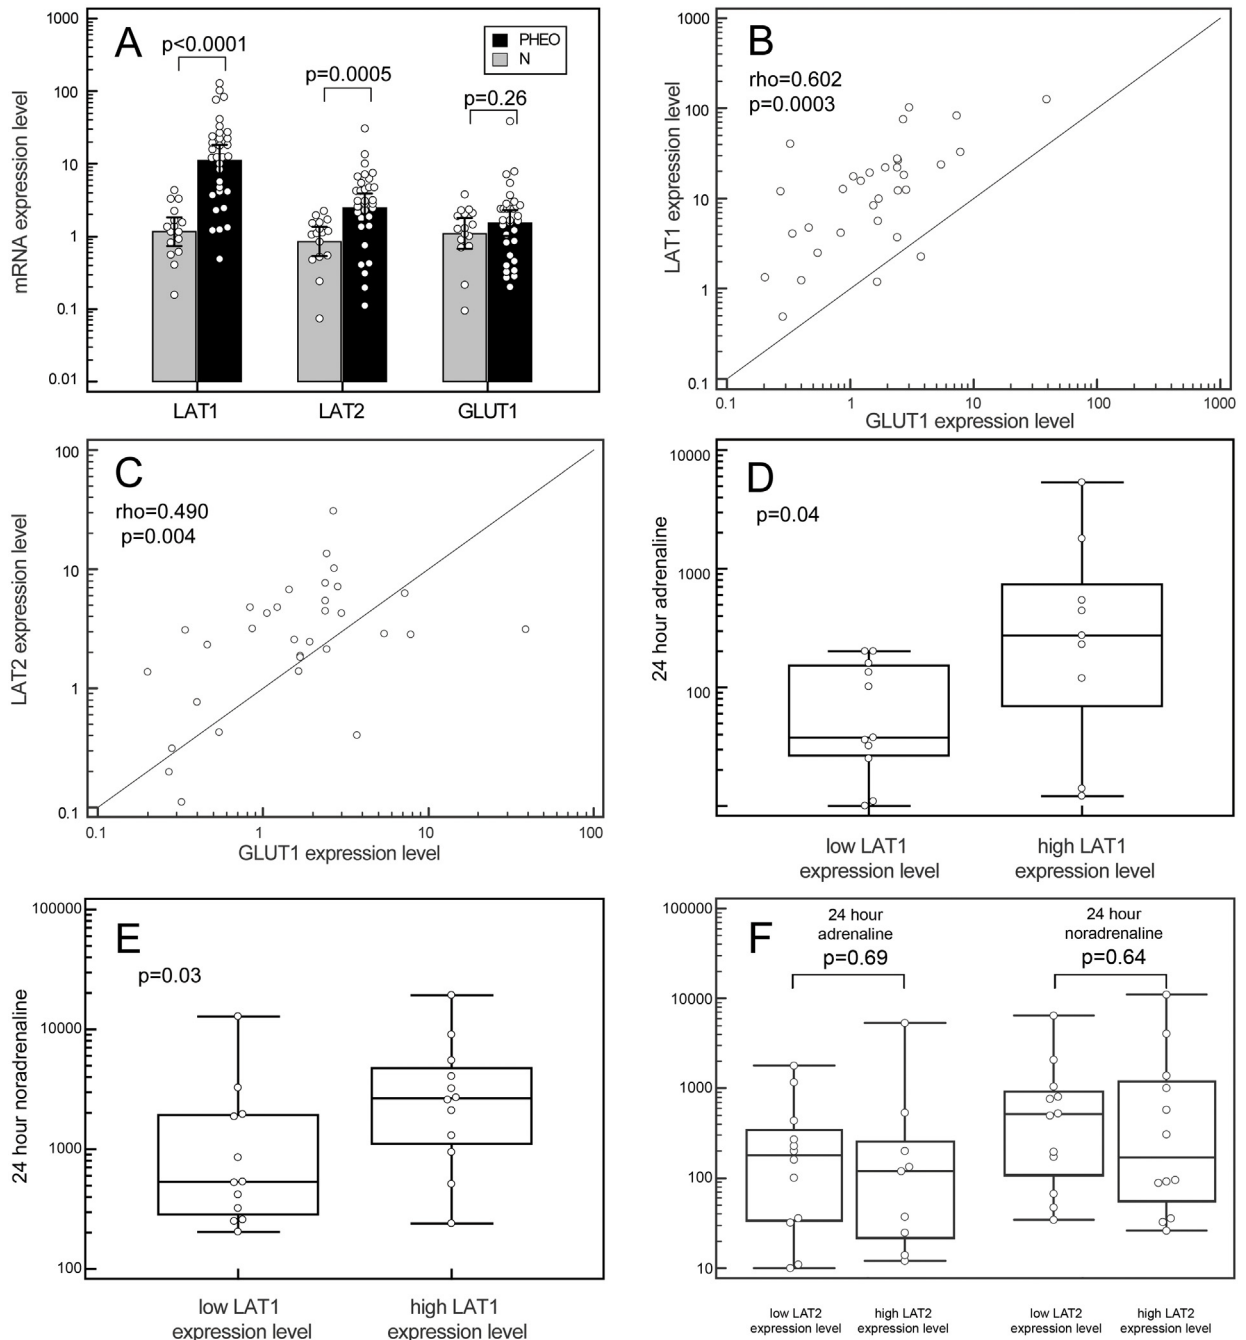 A
p<0.0001
p=0.0005
p=0.26
PHEO
N
mRNA expression level
1000
100
10
1
0.1
0.01
LAT1
LAT2
GLUT1
B
rho=0.602
p=0.0003
LAT1 expression level
1000
100
10
1
0.1
0.1
1
10
100
1000
GLUT1 expression level
C
rho=0.490
p=0.004
LAT2 expression level
100
10
1
0.1
0.1
1
10
100
GLUT1 expression level
D
p=0.04
24 hour adrenaline
10000
1000
100
low LAT1
expression level
high LAT1
expression level
E
p=0.03
24 hour noradrenaline
100000
10000
1000
100
low LAT1
expression level
high LAT1
expression level
F
24 hour
adrenaline
p=0.69
24 hour
noradrenaline
p=0.64
100000
10000
1000
100
10
low LAT2
expression level
high LAT2
expression level
low LAT2
expression level
high LAT2
expression level